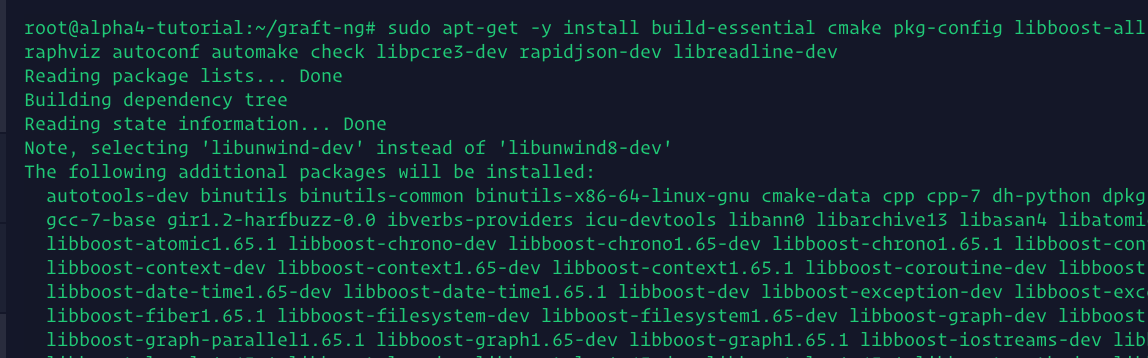 root@alpha4-tutorial:~/graft-ng# sudo apt-get -y install build-essential cmake pkg-config libboost-all
raphviz autoconf automake check libpcre3-dev rapidjson-dev libreadline-dev
Reading package lists... Done
Building dependency tree
Reading state information... Done
Note, selecting 'libunwind-dev' instead of 'libunwind8-dev'
The following additional packages will be installed:
autotools-dev binutils binutils-common binutils-x86-64-linux-gnu cmake-data cpp cpp-7 dh-python dpkg
gcc-7-base gir1.2-harfbuzz-0.0 ibverbs-providers icu-devtools libann0 libarchive13 libasan4 libatomi
libboost-atomic1.65.1 libboost-chrono-dev libboost-chrono1.65-dev libboost-chrono1.65.1 libboost-con
libboost-context-dev libboost-context1.65-dev libboost-context1.65.1 libboost-coroutine-dev libboost
libboost-date-time1.65-dev libboost-date-time1.65.1 libboost-dev libboost-exception-dev libboost-exc
libboost-fiber1.65.1 libboost-filesystem-dev libboost-filesystem1.65-dev libboost-graph-dev libboost
libboost-graph-parallel1.65.1 libboost-graph1.65-dev libboost-graph1.65.1 libboost-iostreams-dev lib